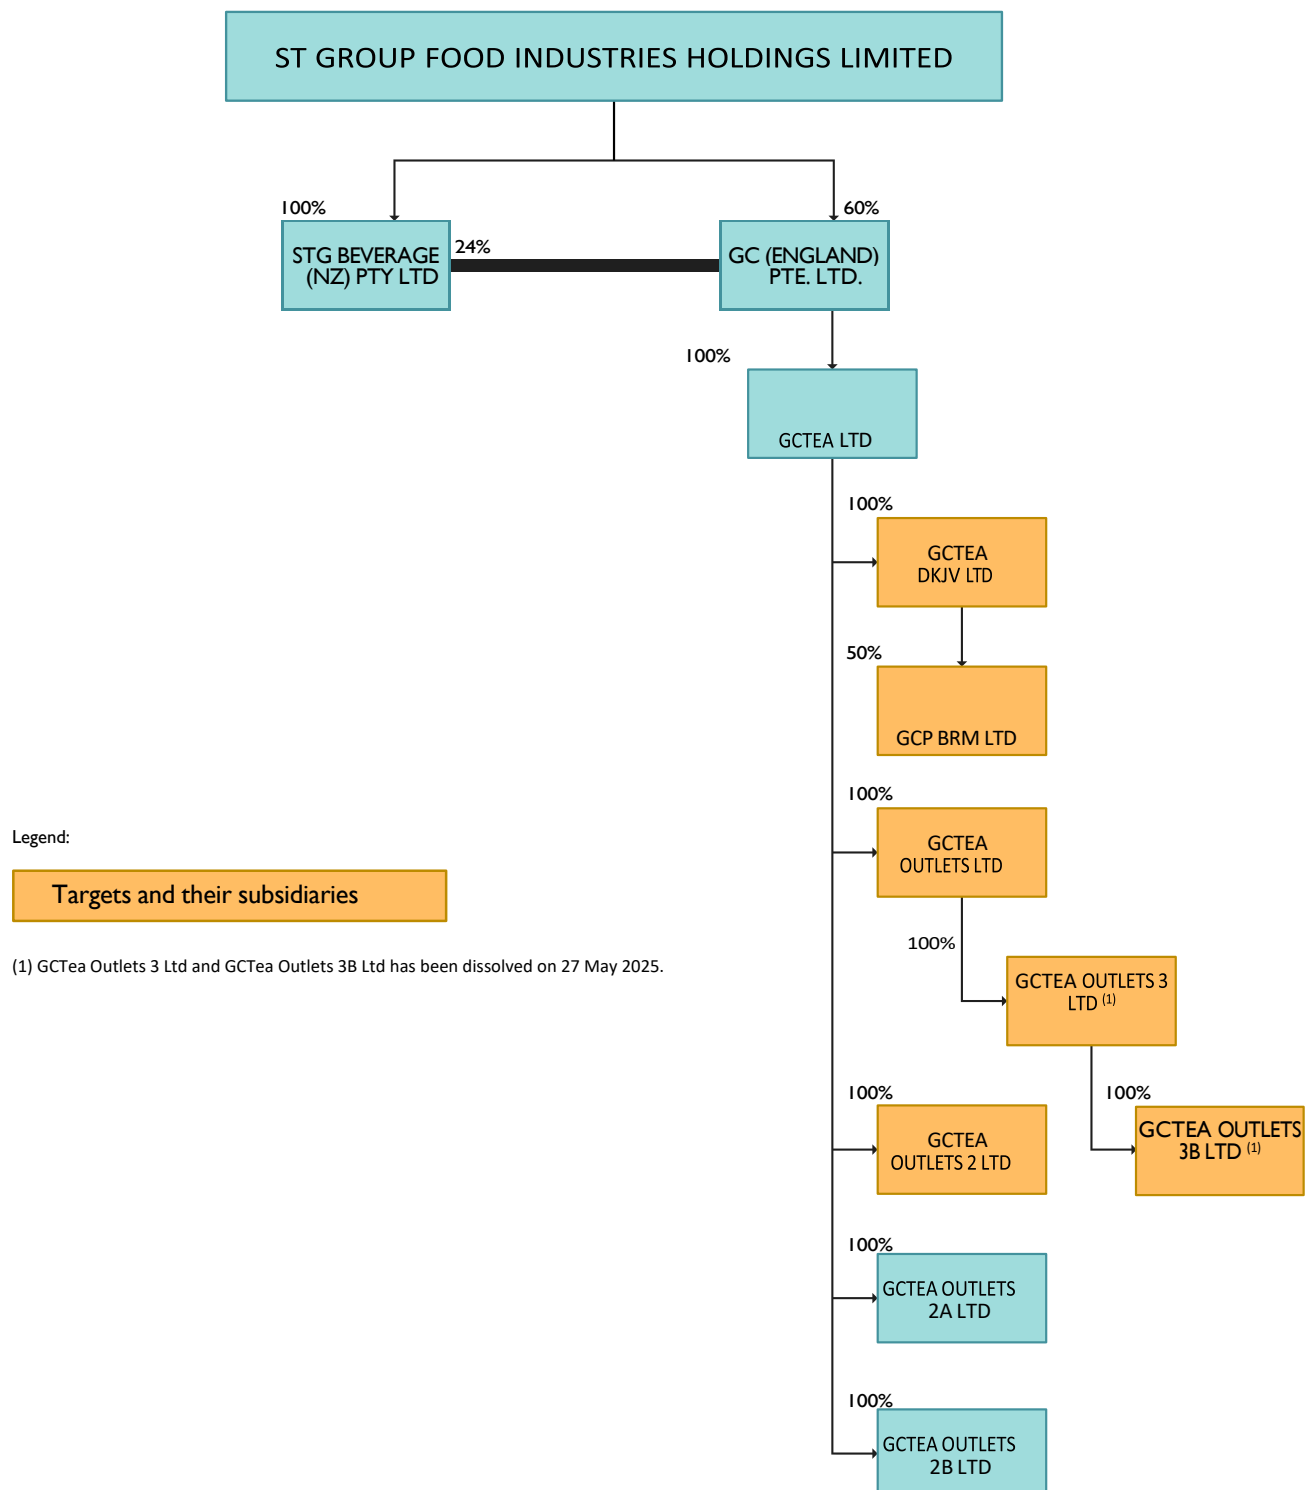 ST GROUP FOOD INDUSTRIES HOLDINGS LIMITED
100%
60%
STG BEVERAGE
(NZ) PTY LTD
24%
GC (ENGLAND)
PTE. LTD.
100%
GCTEA LTD
100%
GCTEA
DKJV LTD
50%
GCP BRM LTD
100%
GCTEA
OUTLETS LTD
Legend:
Targets and their subsidiaries
(1) GCTea Outlets 3 Ltd and GCTea Outlets 3B Ltd has been dissolved on 27 May 2025.
100%
GCTEA OUTLETS 3
LTD (1)
100%
GCTEA
OUTLETS 2 LTD
100%
GCTEA OUTLETS
3B LTD (1)
100%
GCTEA OUTLETS
2A LTD
100%
GCTEA OUTLETS
2B LTD